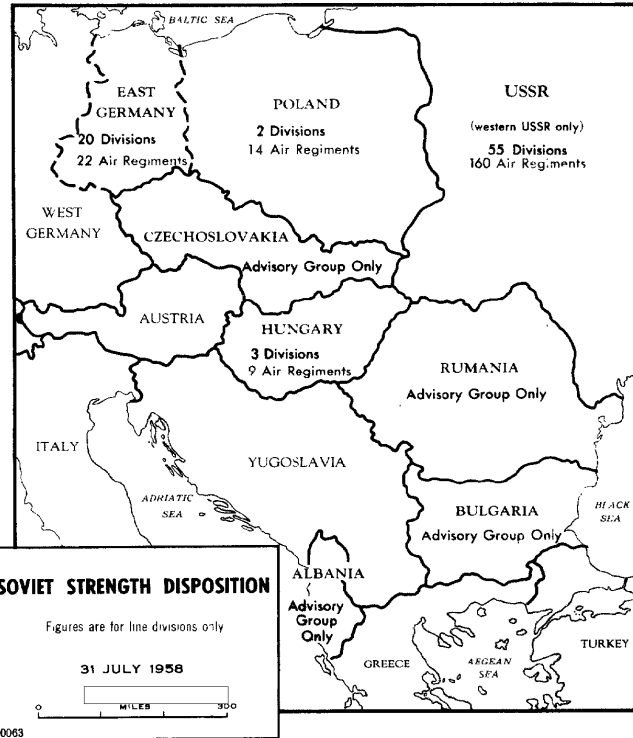 BALTIC SEA
EAST
GERMANY
20 Divisions
22 Air Regiments
POLAND
2 Divisions
14 Air Regiments
USSR
(western USSR only)
55 Divisions
160 Air Regiments
WEST
GERMANY
CZECHOSLOVAKIA
Advisory Group Only
AUSTRIA
HUNGARY
3 Divisions
9 Air Regiments
RUMANIA
Advisory Group Only
ITALY
YUGOSLAVIA
ADRIATIC
SEA
BULGARIA
Advisory Group Only
BLACK
SEA
ALBANIA
Advisory
Group
Only
GREECE
AEGEAN
SEA
TURKEY
SOVIET STRENGTH DISPOSITION
Figures are for line divisions only
31 JULY 1958
0 MILES 300
0063